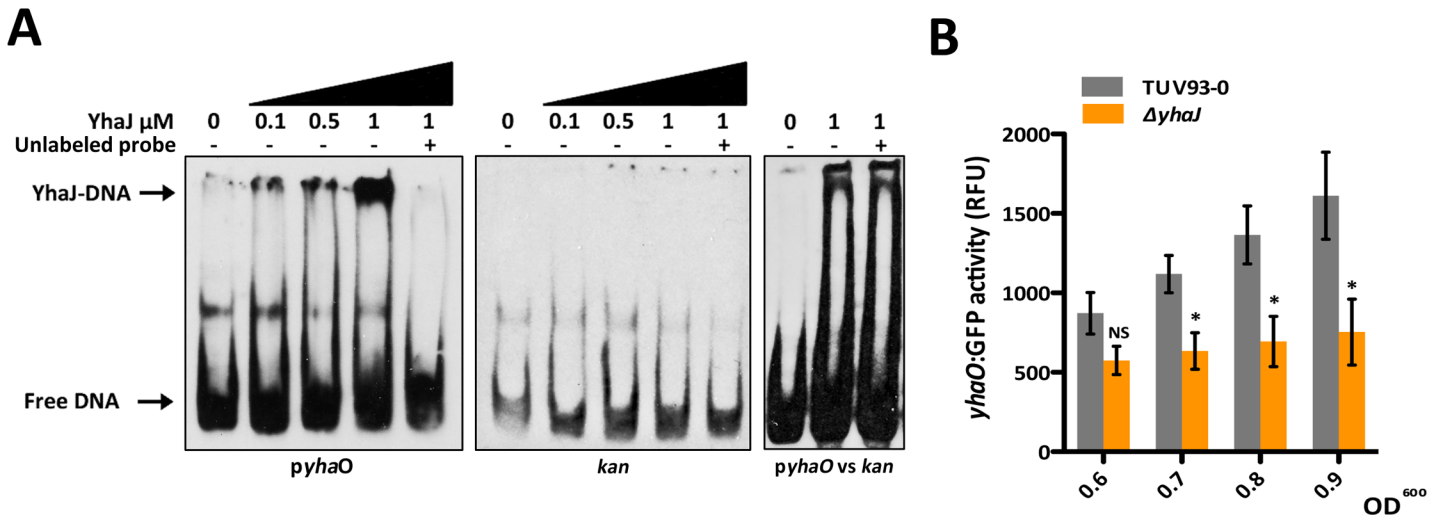 A
YhaJ µM 0 0.1 0.5 1 1 0 0.1 0.5 1 1 0 1 1
Unlabeled probe - - - - + - - - - + - - +
YhaJ-DNA
Free DNA
pyhaO kan pyhaO vs kan
B
TUV93-0
ΔyhaJ
yhaO:GFP activity (RFU)
2000
1500
1000
500
0
NS * * *
0.6 0.7 0.8 0.9
OD600